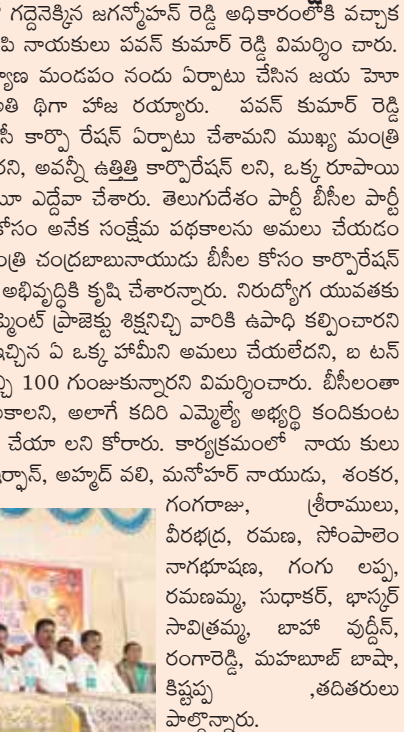 గద్దెనెక్కిన జగన్మోహన్ రెడ్డి అధికారంలోకి వచ్చాక
పి నాయకులు పవన్ కుమార్ రెడ్డి విమర్శిం చారు.
్యాణ మండపం నందు ఏర్పాటు చేసిన జయ హెూ
అతి థిగా హాజ రయ్యారు. పవన్ కుమార్ రెడ్డి
సీ కార్పొ రేషన్ ఏర్పాటు చేశామని ముఖ్య మంత్రి
రని, అవన్నీ ఉత్తిత్తి కార్పొరేషన్ లని, ఒక్క రూపాయి
ఎద్దేవా చేశారు. తెలుగుదేశం పార్టీ బీసీల పార్టీ
కోసం అనేక సంక్షేమ పథకాలను అమలు చేయడం
త్రి చంద్రబాబునాయుడు బీసీల కోసం కార్పొరేషన్
అభివృద్ధికి కృషి చేశారన్నారు. నిరుద్యోగ యువతకు
మ్మెంట్ ప్రాజెక్టు శిక్షనిచ్చి వారికి ఉపాధి కల్పించారని
ఇచ్చిన ఏ ఒక్క హామీని అమలు చేయలేదని, బ టన్
చ్చి 100 గుంజుకున్నారని విమర్శించారు. బీసీలంతా
కాలని, అలాగే కదిరి ఎమ్మెల్యే అభ్యర్థి కందికుంట
చేయా లని కోరారు. కార్యక్రమంలో నాయ కులు
ర్ఫాన్, అహ్మద్ వలి, మనోహర్ నాయుడు, శంకర,
గంగరాజు, శ్రీరాములు,
వీరభద్ర, రమణ, సోంపాలెం
నాగభూషణ, గంగు లప్ప,
రమణమ్మ, సుధాకర్, భాస్కర్
సావిత్రమ్మ, బాహా వుద్దీన్,
రంగారెడ్డి, మహబూబ్ బాషా,
కిష్టప్ప ,తదితరులు
పాల్గొన్నారు.